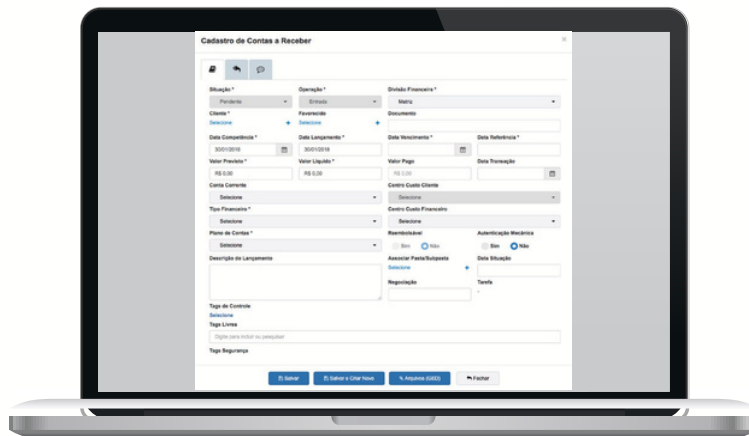 Cadastro de Contas a Receber ×
Situação * Operação * Divisão Financeira *
Pendente Entrada Matriz
Cliente * Favorecido Documento
Selecione + Selecione +
Data Competência * Data Lançamento * Data Vencimento * Data Referência *
30/01/2018 30/01/2018
Valor Previsto * Valor Líquido * Valor Pago Data Transação
R$ 0,00 R$ 0,00 R$ 0,00
Conta Corrente Centro Custo Cliente
Selecione Selecione
Tipo Financeiro * Centro Custo Financeiro
Selecione Selecione
Plano de Contas * Reembolsável Autenticação Mecânica
Selecione Sim Não Sim Não
Descrição do Lançamento Associar Pasta/Subpasta Data Situação
Selecione +
Negociação Tarefa
-
Tags de Controle
Selecione
Tags Livres
Digite para incluir ou pesquisar
Tags Segurança
Salvar Salvar e Criar Novo Arquivos (GED) Fechar